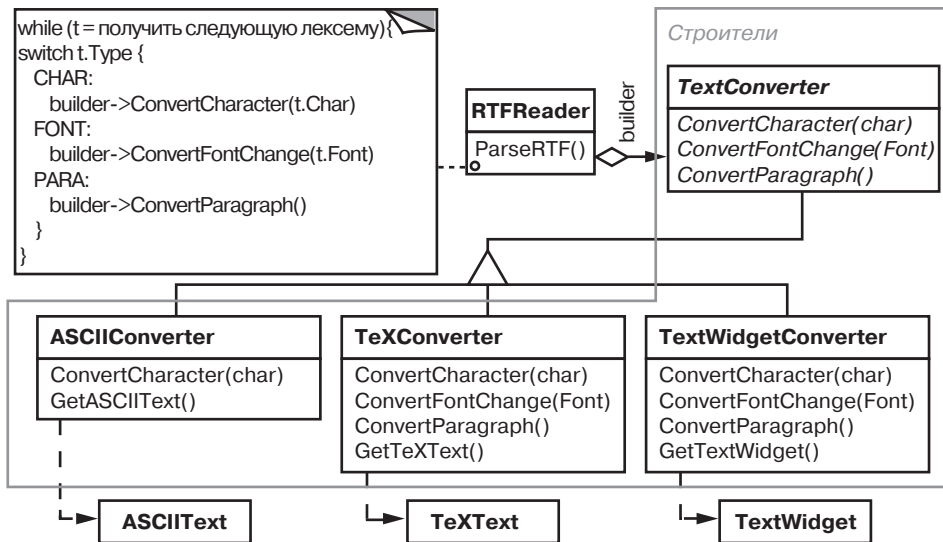 while (t = получить следующую лексему){
switch t.Type {
CHAR:
builder->ConvertCharacter(t.Char)
FONT:
builder->ConvertFontChange(t.Font)
PARA:
builder->ConvertParagraph()
}
}
RTFReader
ParseRTF()
builder
Строители
TextConverter
ConvertCharacter(char)
ConvertFontChange(Font)
ConvertParagraph()
ASCIIConverter
ConvertCharacter(char)
GetASCIIText()
TeXConverter
ConvertCharacter(char)
ConvertFontChange(Font)
ConvertParagraph()
GetTeXText()
TextWidgetConverter
ConvertCharacter(char)
ConvertFontChange(Font)
ConvertParagraph()
GetTextWidget()
ASCIIText
TeXText
TextWidget